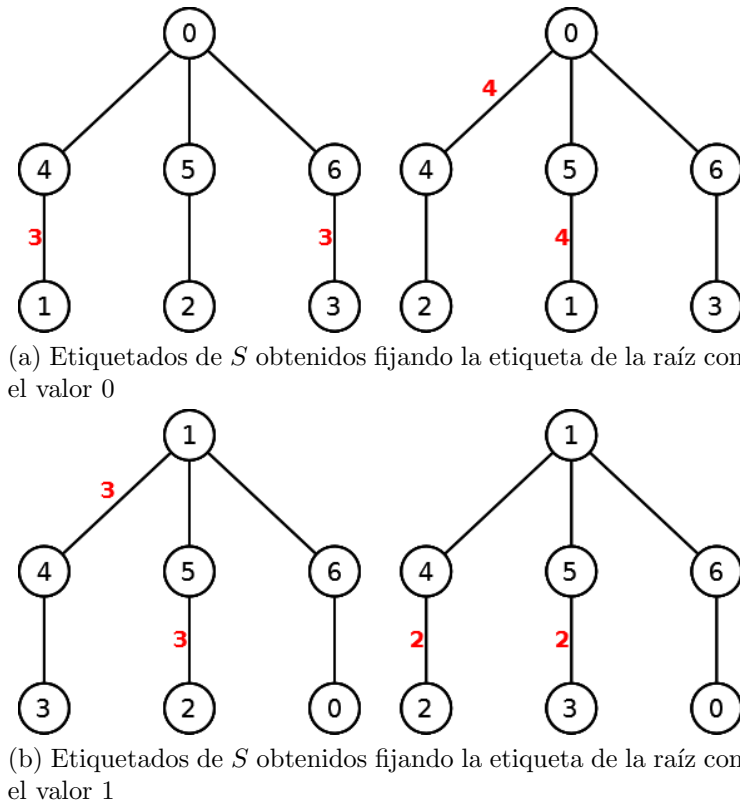 0 0
4
4 5 6 4 5 6
3 3 4
1 2 3 2 1 3
(a) Etiquetados de S obtenidos fijando la etiqueta de la raíz con
el valor 0
1 1
3
4 5 6 4 5 6
3 2 2
3 2 0 2 3 0
(b) Etiquetados de S obtenidos fijando la etiqueta de la raíz con
el valor 1